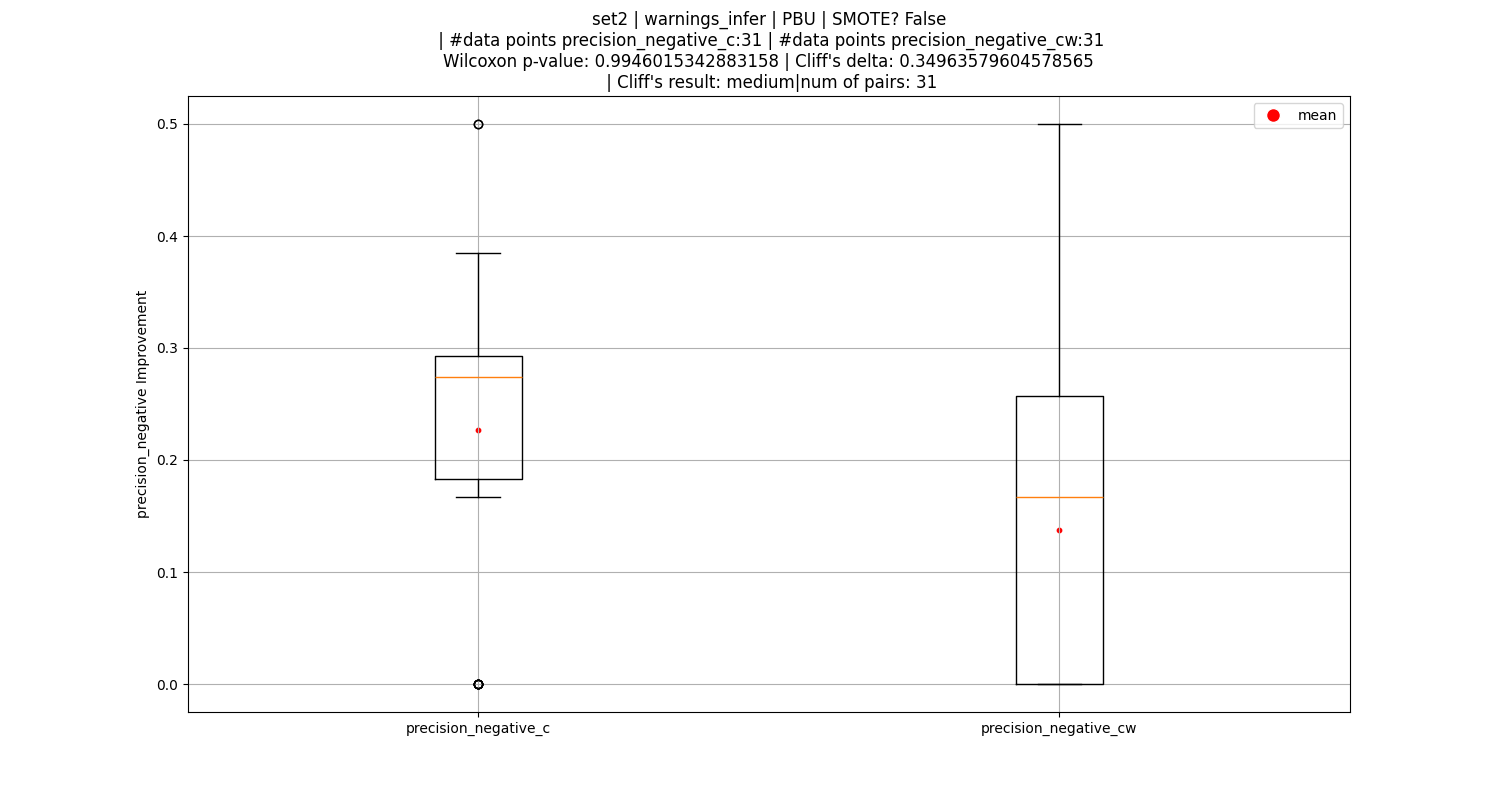 set2 | warnings_infer | PBU | SMOTE? False
| #data points precision_negative_c:31 | #data points precision_negative_cw:31
Wilcoxon p-value: 0.9946015342883158 | Cliff's delta: 0.34963579604578565
| Cliff's result: medium|num of pairs: 31
mean
0.5
0.4
0.3
0.2
0.1
0.0
precision_negative Improvement
precision_negative_c
precision_negative_cw